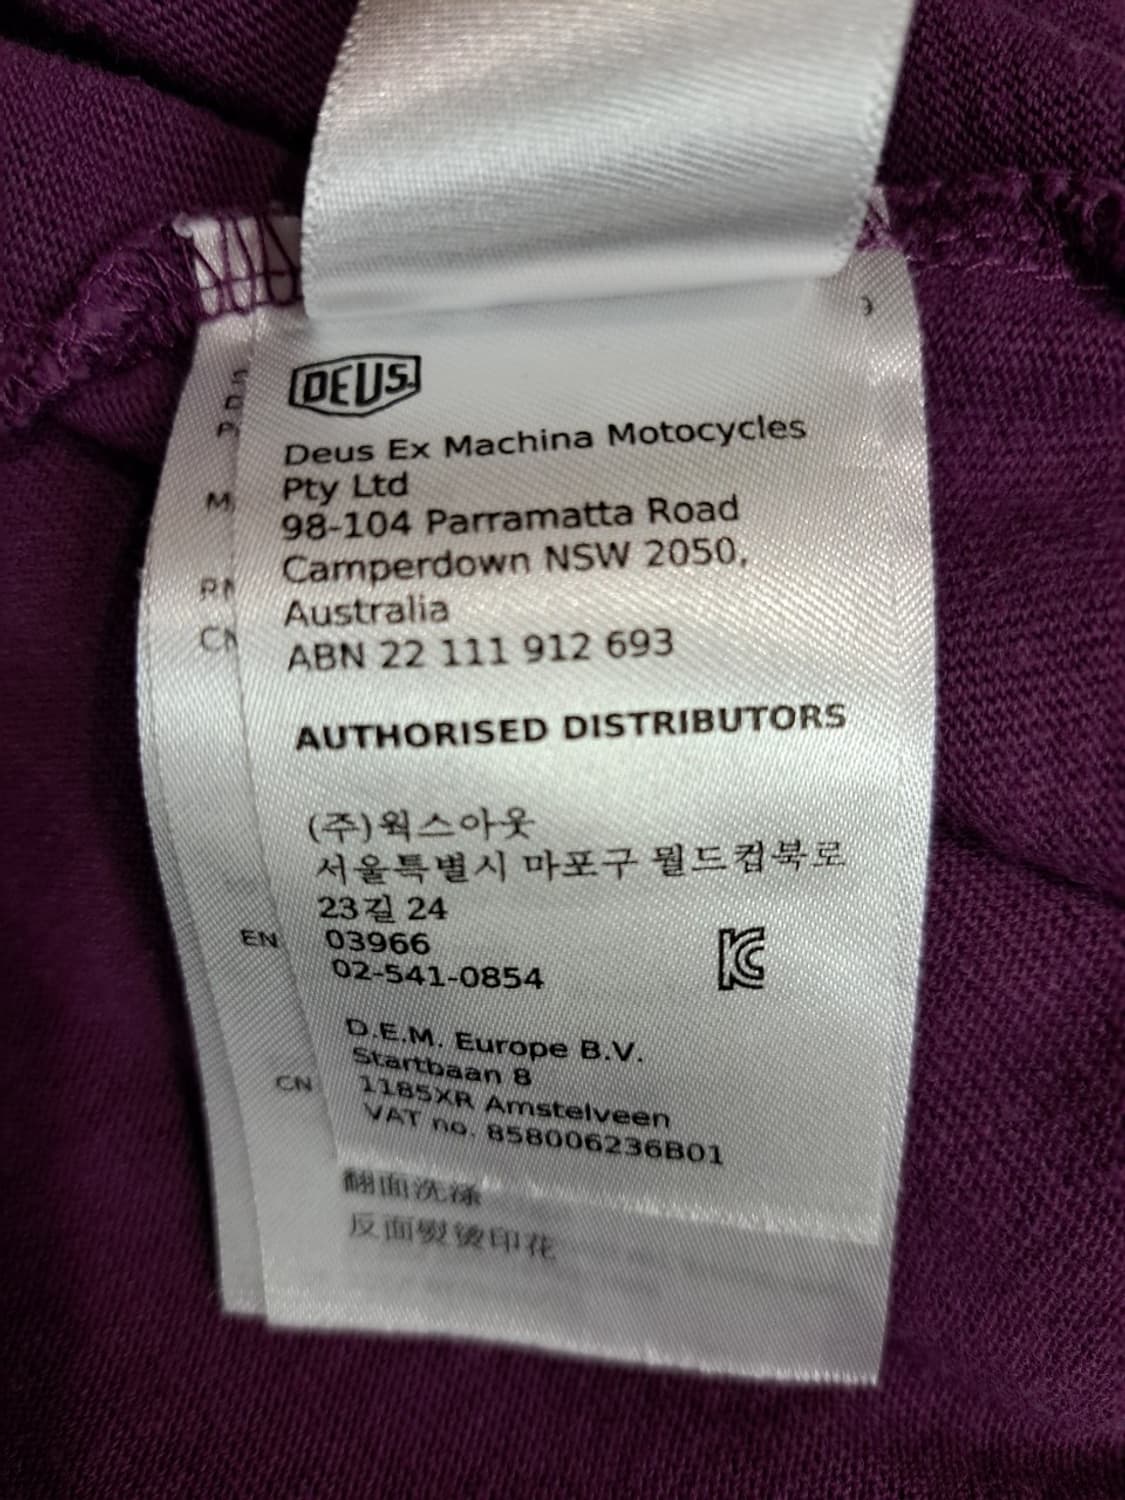 DEUS.
Deus Ex Machina Motocycles
Pty Ltd
98-104 Parramatta Road
Camperdown NSW 2050,
Australia
ABN 22 111 912 693
AUTHORISED DISTRIBUTORS
(주)웍스아웃
서울특별시 마포구 월드컵북로
23길 24
03966
02-541-0854
D.E.M. Europe B.V.
Startbaan 8
1185XR Amstelveen
VAT no. 858006236B01
EN
CN
翻面洗涤
反面熨烫印花